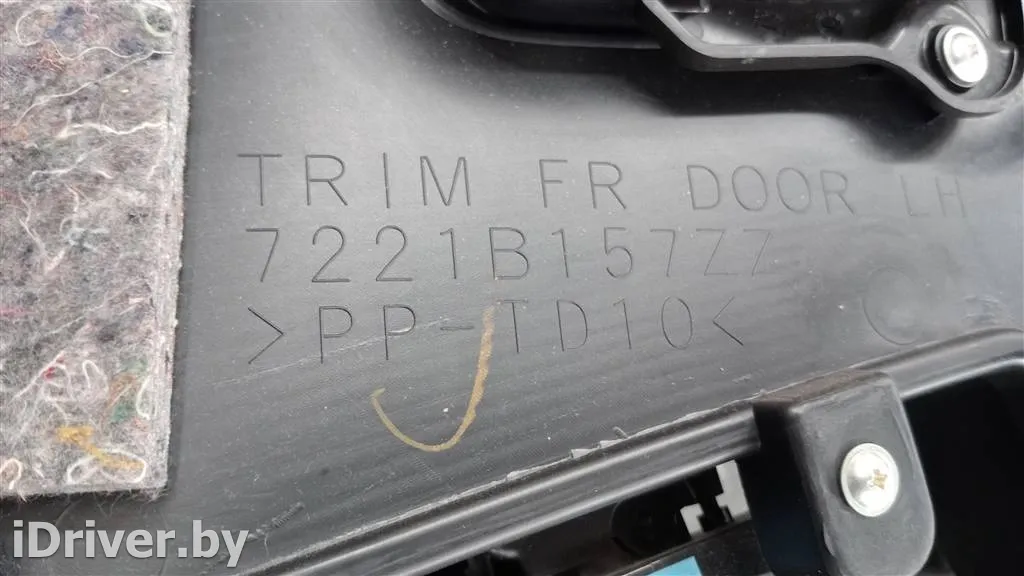 TRIM FR DOOR LH
7221B157ZZ
>PP-TD10<
iDriver.by